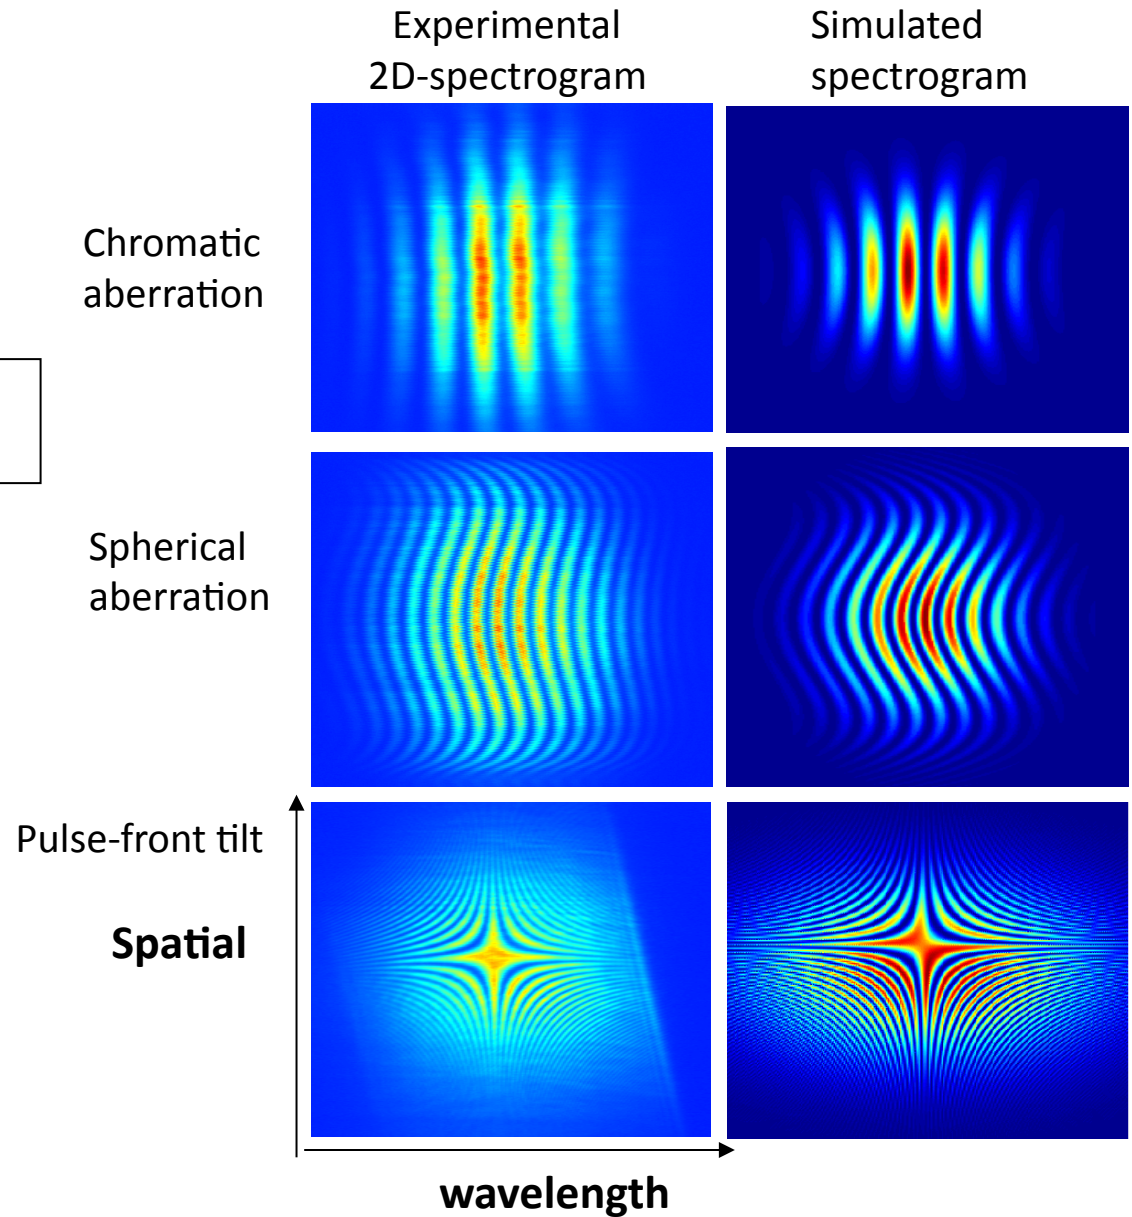 Experimental
2D-spectrogram
Simulated
spectrogram
Chromatic
aberration
Spherical
aberration
Pulse-front tilt
Spatial
wavelength